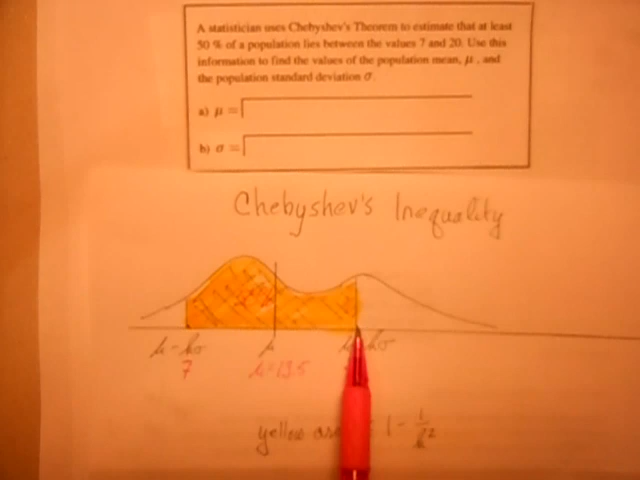 A statistician uses Chebyshev's Theorem to estimate that at least
50 % of a population lies between the values 7 and 20. Use this
information to find the values of the population mean, μ , and
the population standard deviation σ.
a) μ =
b) σ =
Chebyshev's Inequality
μ - kσ μ kσ
7 μ=13.5
yellow 1 - 1/k²